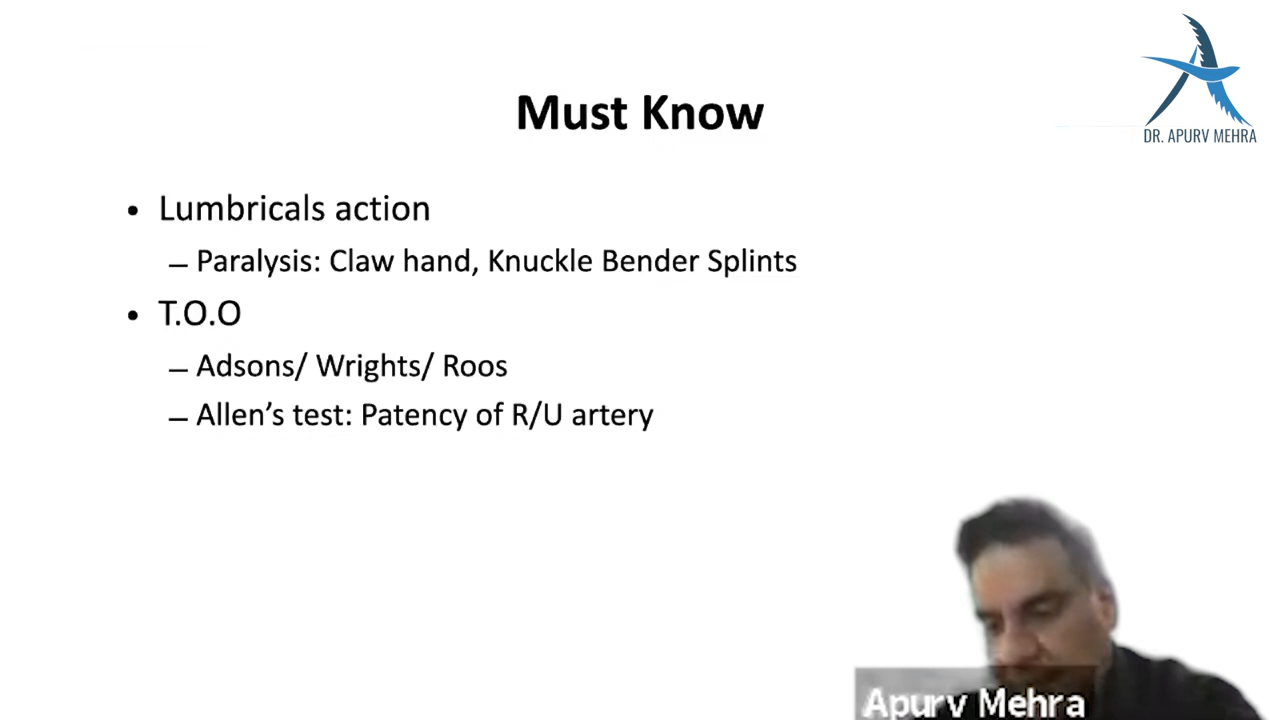 DR. APURV MEHRA
Must Know
• Lumbricals action
– Paralysis: Claw hand, Knuckle Bender Splints
• T.O.O
– Adsons/ Wrights/ Roos
– Allen’s test: Patency of R/U artery
Apurv Mehra